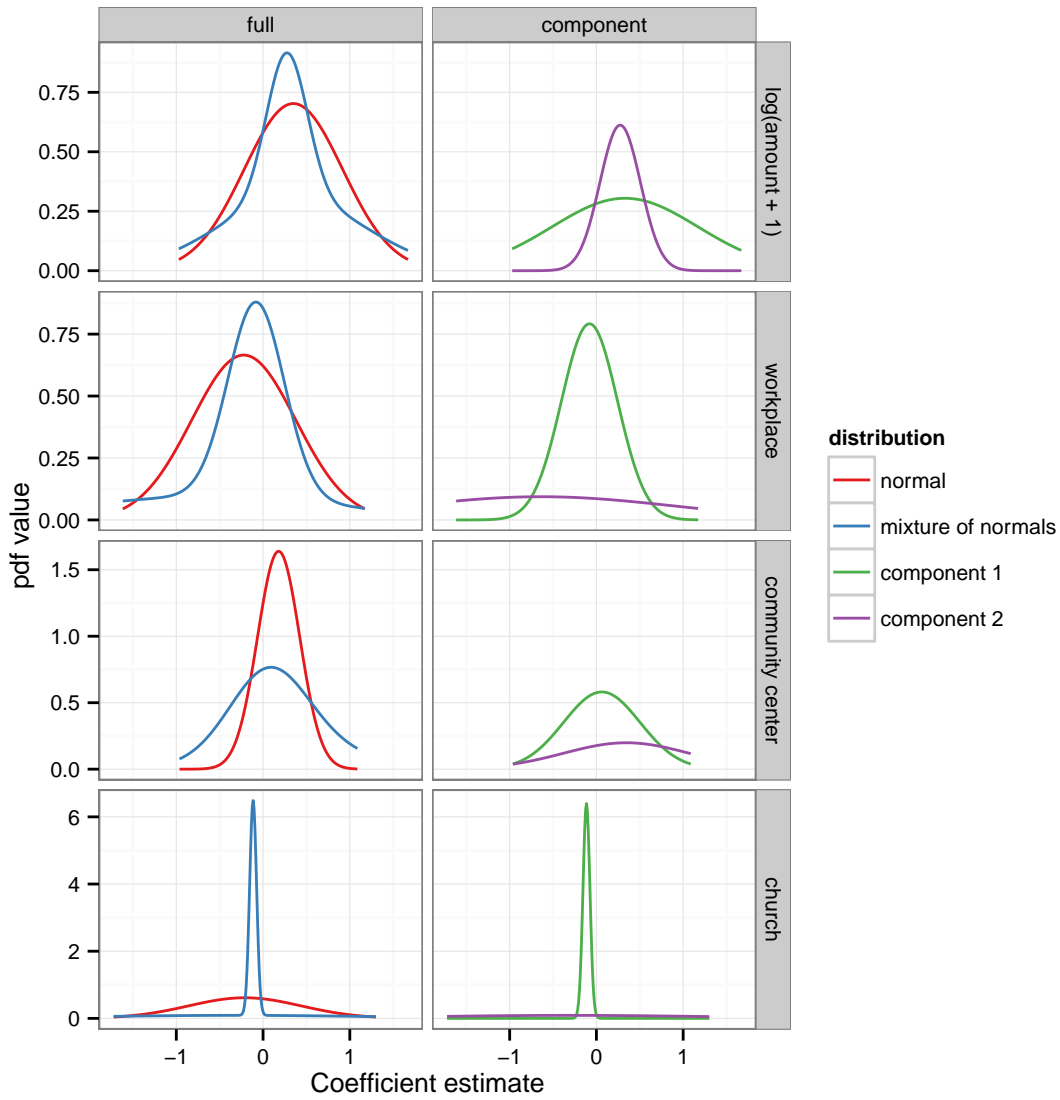 full
component
0.75
0.50
0.25
0.00
log(amount + 1)
0.75
0.50
0.25
0.00
workplace
1.5
1.0
0.5
0.0
community center
6
4
2
0
church
−1
0
1
−1
0
1
Coefficient estimate
pdf value
distribution
normal
mixture of normals
component 1
component 2